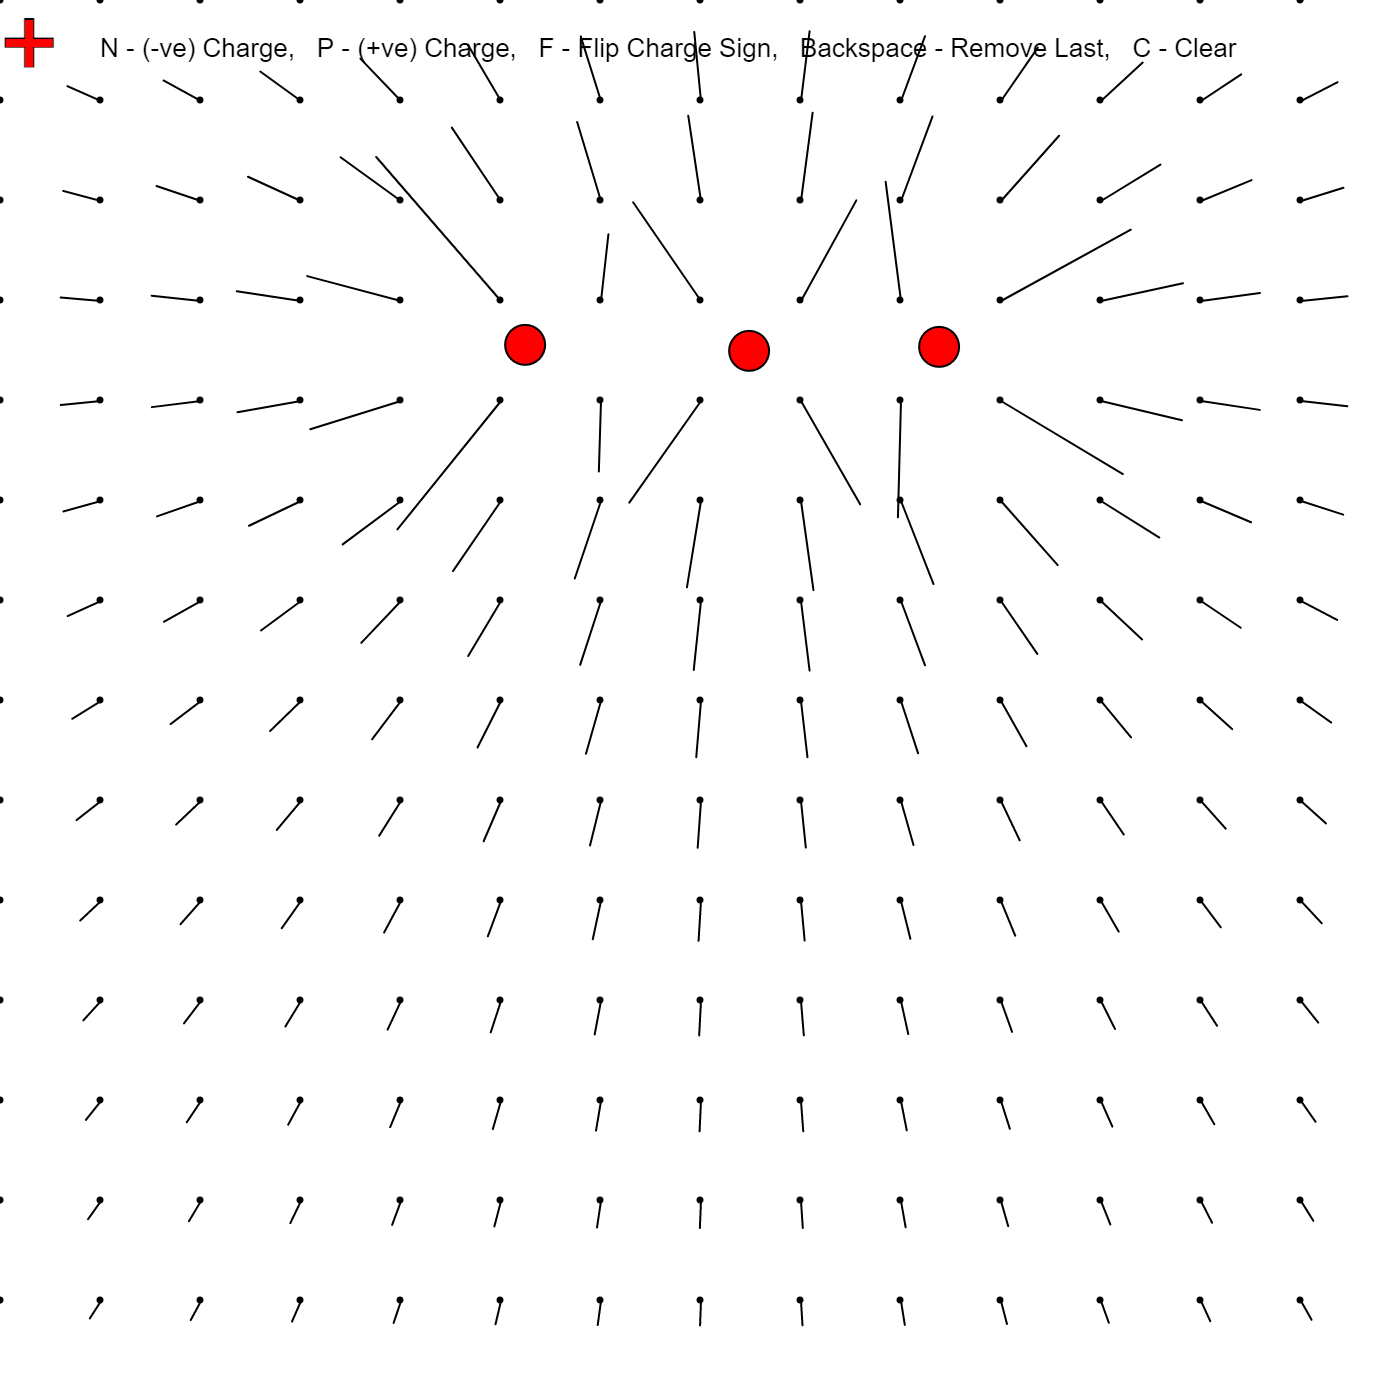 N - (-ve) Charge,   P - (+ve) Charge,   F - Flip Charge Sign,   Backspace - Remove Last,   C - Clear